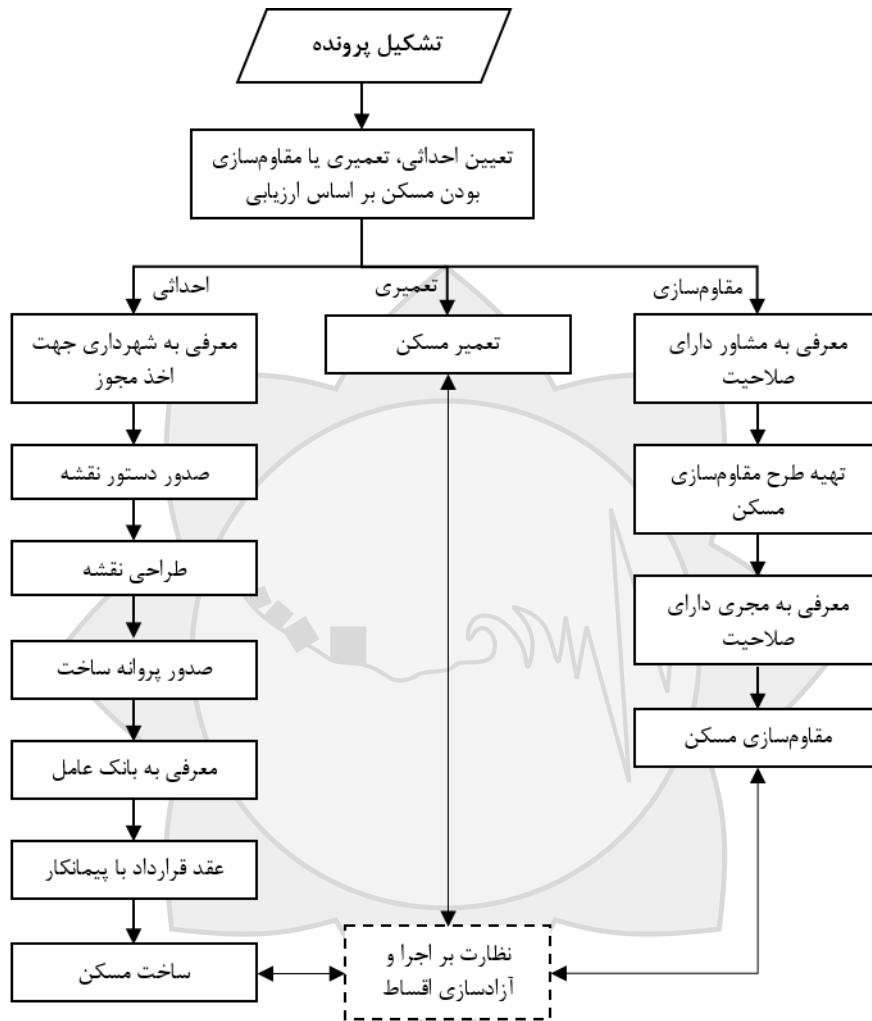 تشکیل پرونده
تعیین احداثی، تعمیری یا مقاوم‌سازی
بودن مسکن بر اساس ارزیابی
مقاوم‌سازی
تعمیری
احداثی
معرفی به مشاور دارای
صلاحیت
تهیه طرح مقاوم‌سازی
مسکن
معرفی به مجری دارای
صلاحیت
مقاوم‌سازی مسکن
تعمیر مسکن
معرفی به شهرداری جهت
اخذ مجوز
صدور دستور نقشه
طراحی نقشه
صدور پروانه ساخت
معرفی به بانک عامل
عقد قرارداد با پیمانکار
ساخت مسکن
نظارت بر اجرا و
آزادسازی اقساط